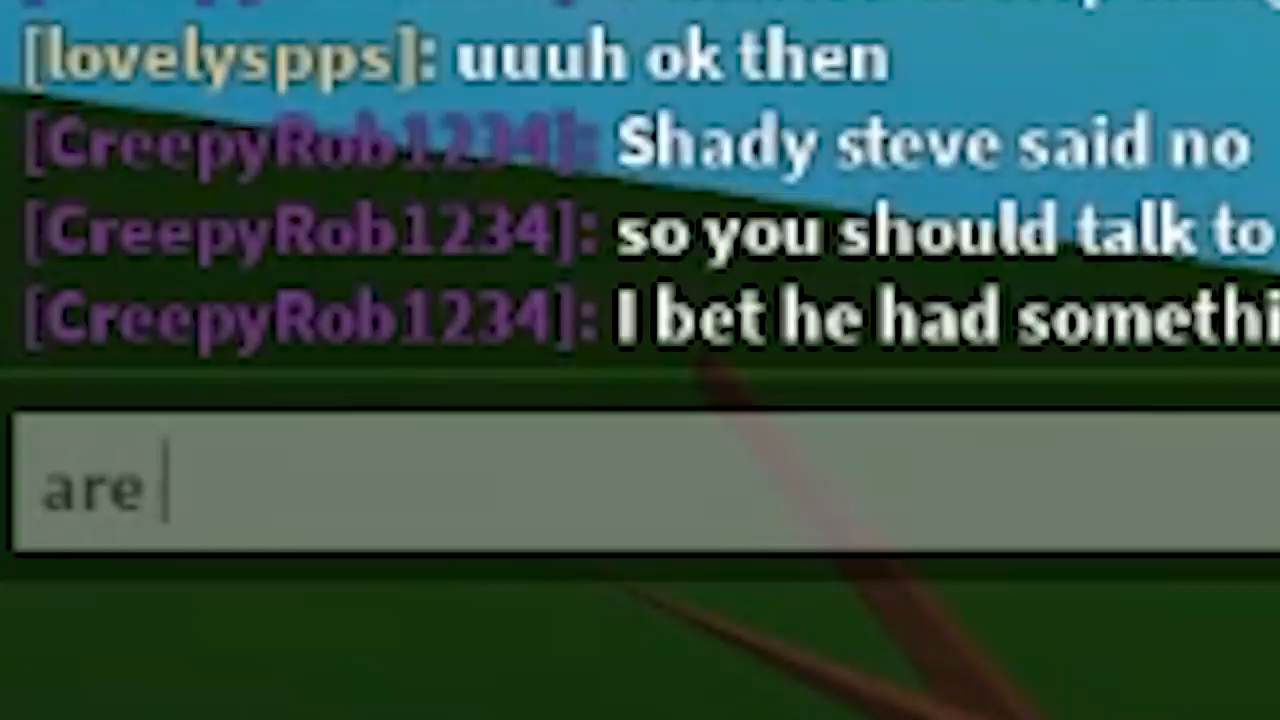 [lovelyspps]: uuuh ok then
[CreepyRob1234]: Shady steve said no
[CreepyRob1234]: so you should talk to
[CreepyRob1234]: I bet he had somethi
are